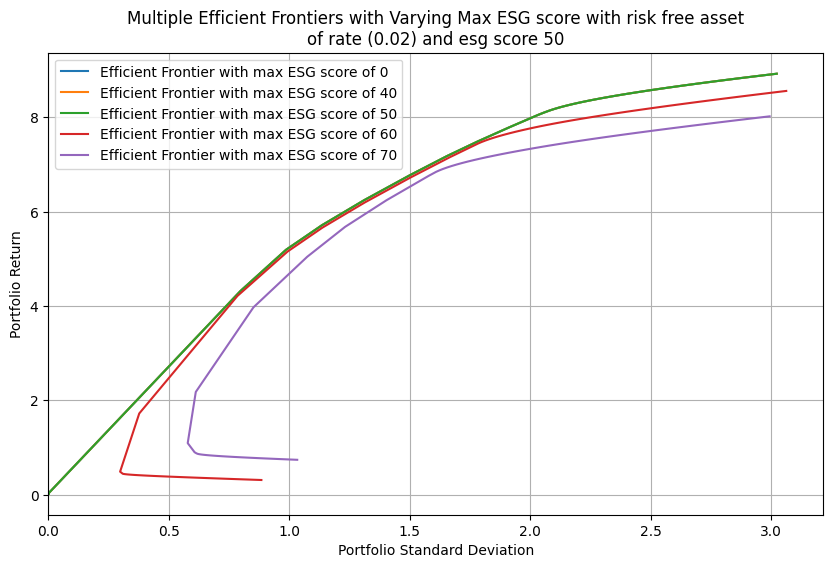 Multiple Efficient Frontiers with Varying Max ESG score with risk free asset
of rate (0.02) and esg score 50
Efficient Frontier with max ESG score of 0
Efficient Frontier with max ESG score of 40
Efficient Frontier with max ESG score of 50
Efficient Frontier with max ESG score of 60
Efficient Frontier with max ESG score of 70
Portfolio Return
8
6
4
2
0
0.0 0.5 1.0 1.5 2.0 2.5 3.0
Portfolio Standard Deviation